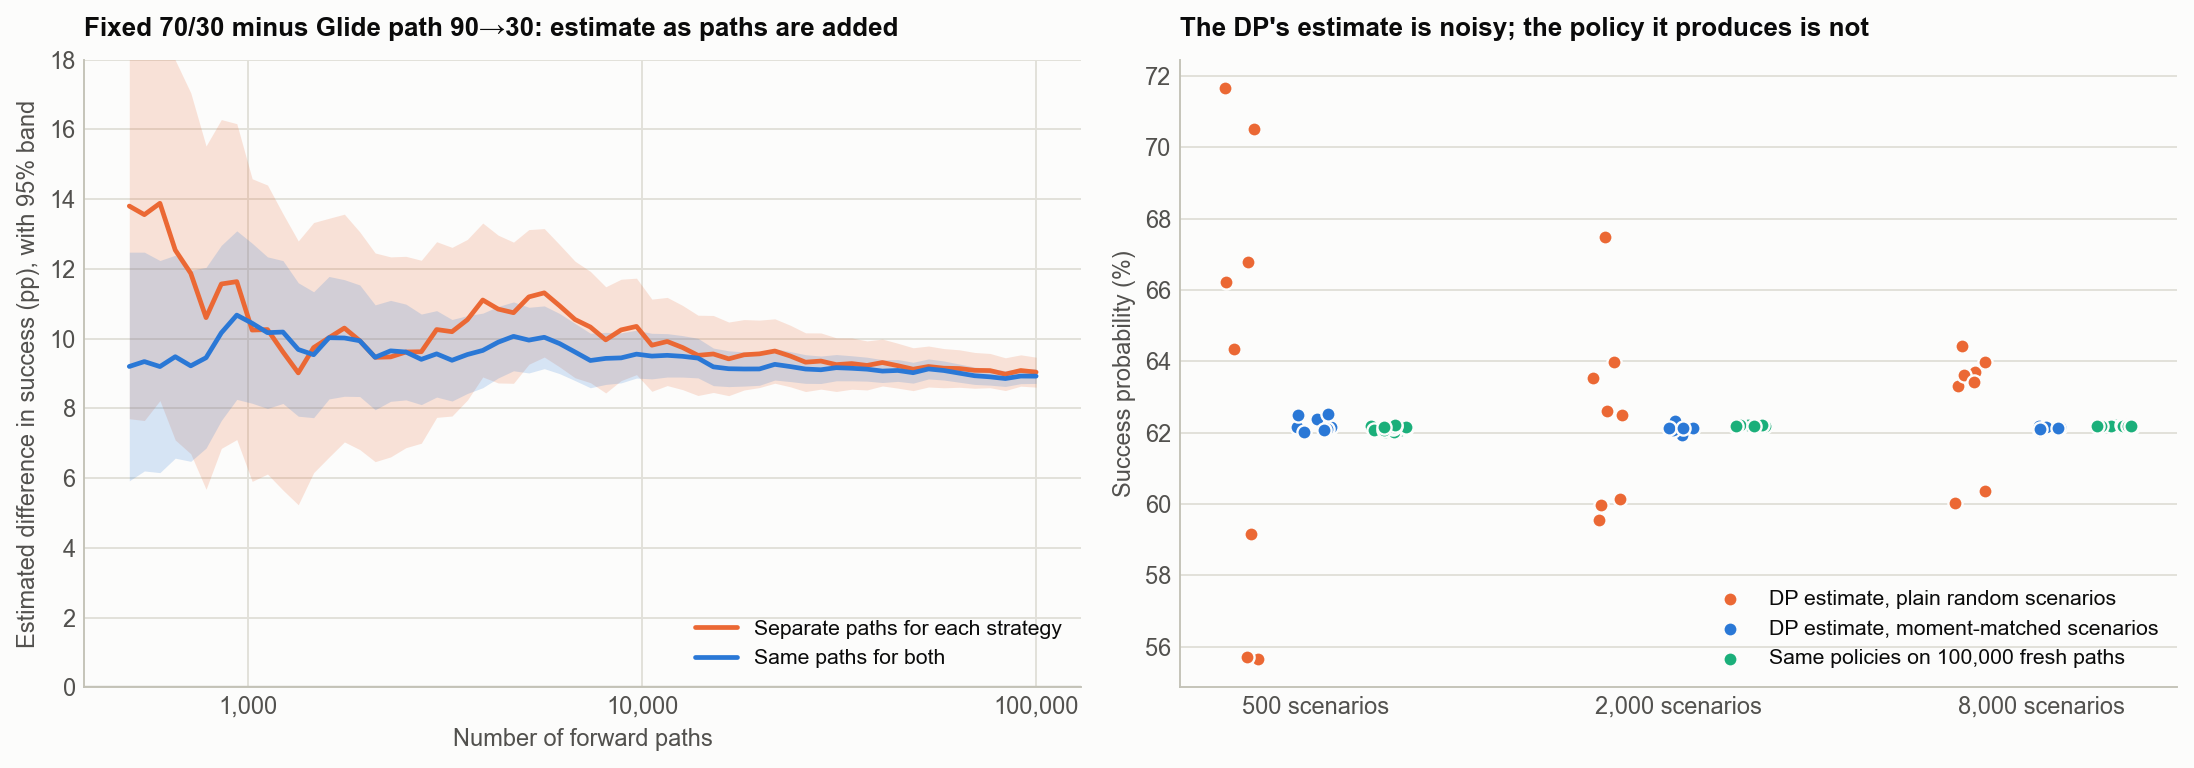 Fixed 70/30 minus Glide path 90→30: estimate as paths are added
Estimated difference in success (pp), with 95% band
18
16
14
12
10
8
6
4
2
0
1,000
10,000
100,000
Number of forward paths
Separate paths for each strategy
Same paths for both
The DP's estimate is noisy; the policy it produces is not
Success probability (%)
72
70
68
66
64
62
60
58
56
500 scenarios
2,000 scenarios
8,000 scenarios
DP estimate, plain random scenarios
DP estimate, moment-matched scenarios
Same policies on 100,000 fresh paths